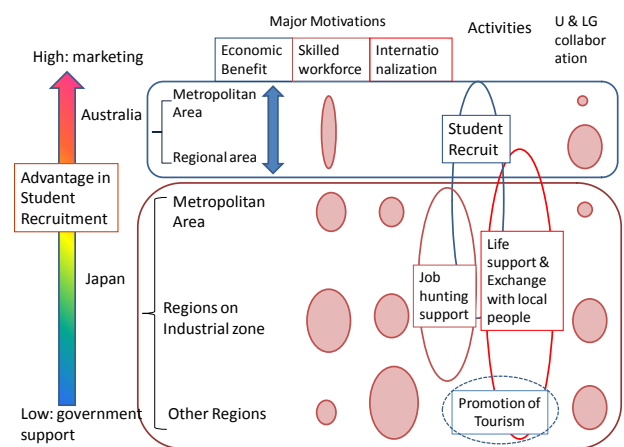 Major Motivations
Activities
U & LG
collabor
ation
High: marketing
Economic
Benefit
Skilled
workforce
Internatio
nalization
Australia
Metropolitan
Area
Regional area
Student
Recruit
Advantage in
Student
Recruitment
Metropolitan
Area
Japan
Regions on
Industrial zone
Job
hunting
support
Life
support &
Exchange
with local
people
Low: government
support
Other Regions
Promotion of
Tourism